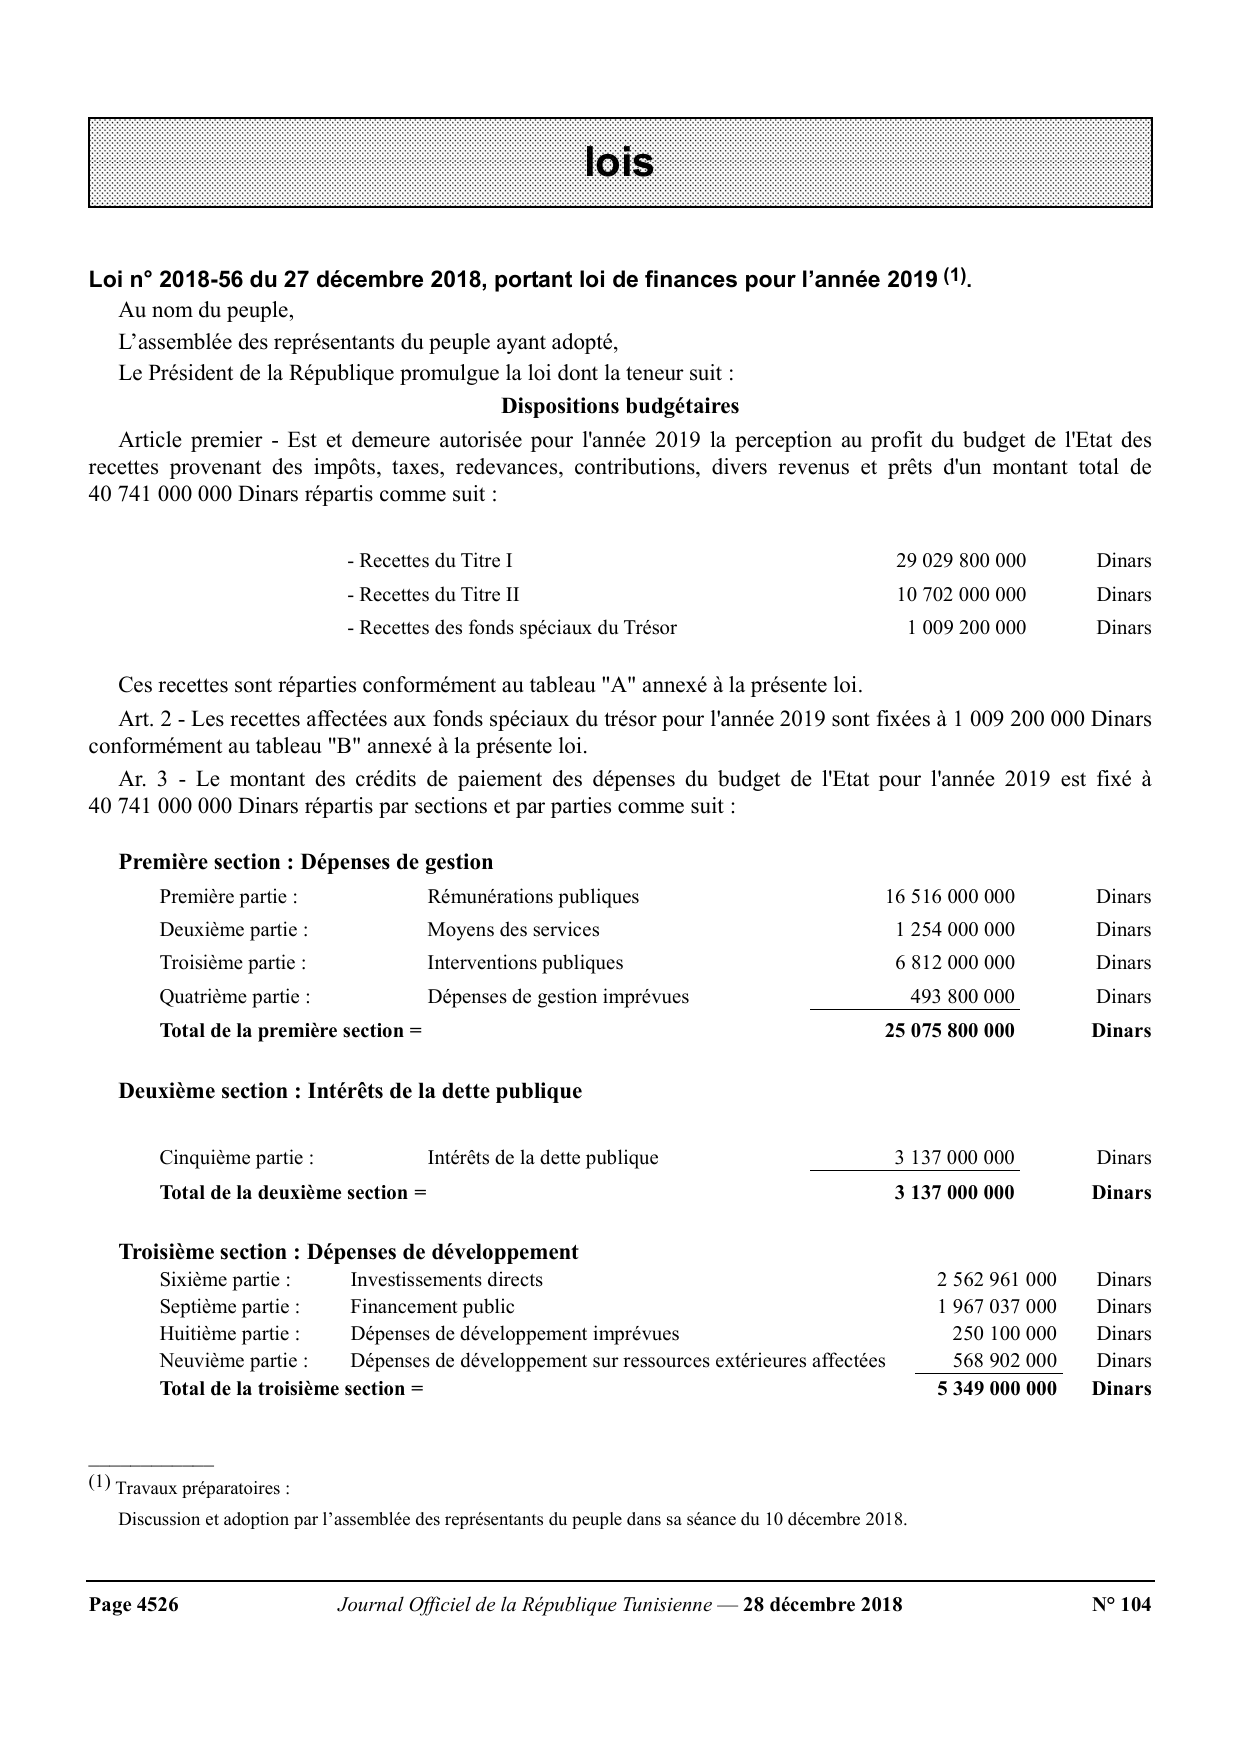 lois
Loi n° 2018-56 du 27 décembre 2018, portant loi de finances pour l’année 2019 (1).
Au nom du peuple,
L’assemblée des représentants du peuple ayant adopté,
Le Président de la République promulgue la loi dont la teneur suit :
Dispositions budgétaires
Article premier - Est et demeure autorisée pour l'année 2019 la perception au profit du budget de l'Etat des
recettes provenant des impôts, taxes, redevances, contributions, divers revenus et prêts d'un montant total de
40 741 000 000 Dinars répartis comme suit :
- Recettes du Titre I 29 029 800 000 Dinars
- Recettes du Titre II 10 702 000 000 Dinars
- Recettes des fonds spéciaux du Trésor 1 009 200 000 Dinars
Ces recettes sont réparties conformément au tableau "A" annexé à la présente loi.
Art. 2 - Les recettes affectées aux fonds spéciaux du trésor pour l'année 2019 sont fixées à 1 009 200 000 Dinars
conformément au tableau "B" annexé à la présente loi.
Ar. 3 - Le montant des crédits de paiement des dépenses du budget de l'Etat pour l'année 2019 est fixé à
40 741 000 000 Dinars répartis par sections et par parties comme suit :
Première section : Dépenses de gestion
Première partie : Rémunérations publiques 16 516 000 000 Dinars
Deuxième partie : Moyens des services 1 254 000 000 Dinars
Troisième partie : Interventions publiques 6 812 000 000 Dinars
Quatrième partie : Dépenses de gestion imprévues 493 800 000 Dinars
Total de la première section = 25 075 800 000 Dinars
Deuxième section : Intérêts de la dette publique
Cinquième partie : Intérêts de la dette publique 3 137 000 000 Dinars
Total de la deuxième section = 3 137 000 000 Dinars
Troisième section : Dépenses de développement
Sixième partie : Investissements directs 2 562 961 000 Dinars
Septième partie : Financement public 1 967 037 000 Dinars
Huitième partie : Dépenses de développement imprévues 250 100 000 Dinars
Neuvième partie : Dépenses de développement sur ressources extérieures affectées 568 902 000 Dinars
Total de la troisième section = 5 349 000 000 Dinars
(1) Travaux préparatoires :
Discussion et adoption par l’assemblée des représentants du peuple dans sa séance du 10 décembre 2018.
Page 4526 Journal Officiel de la République Tunisienne — 28 décembre 2018 N° 104